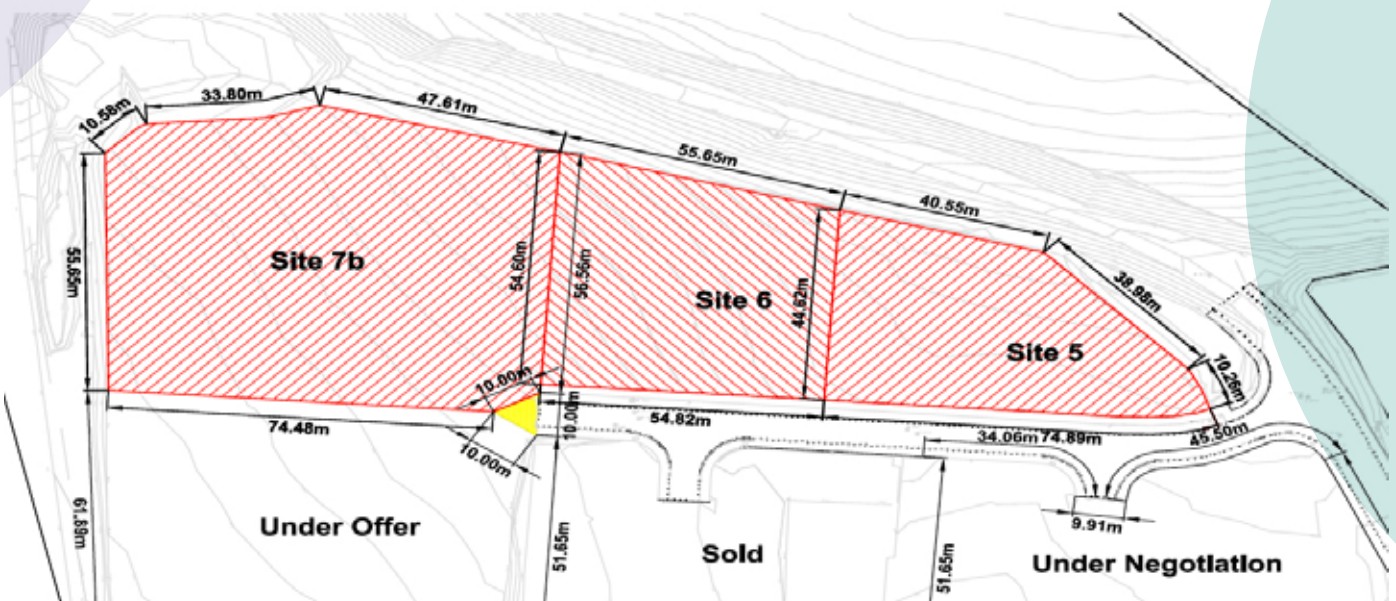 10.58m
33.80m
47.61m
55.65m
40.55m
38.98m
10.26m
55.65m
Site 7b
54.60m
56.56m
Site 6
44.62m
Site 5
10.00m
10.00m
10.00m
74.48m
54.82m
34.06m
74.89m
45.50m
9.91m
61.89m
Under Offer
51.65m
Sold
51.65m
Under Negotiation